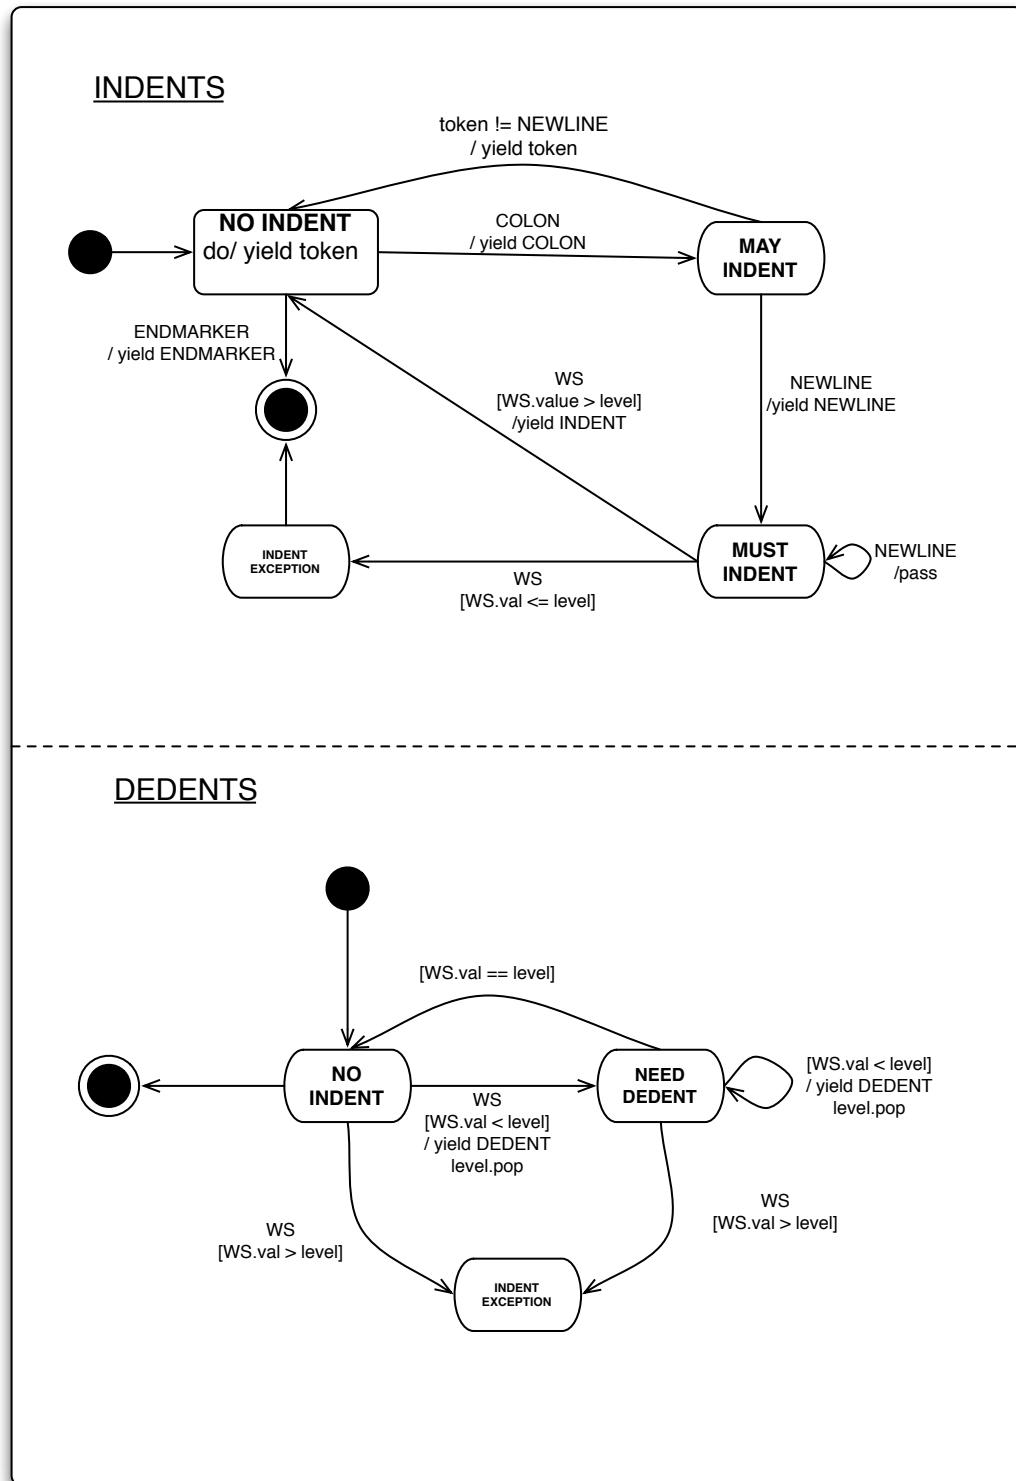 INDENTS
token != NEWLINE
/ yield token
NO INDENT
do/ yield token
COLON
/ yield COLON
MAY
INDENT
ENDMARKER
/ yield ENDMARKER
WS
[WS.value > level]
/yield INDENT
NEWLINE
/yield NEWLINE
INDENT
EXCEPTION
MUST
INDENT
NEWLINE
/pass
WS
[WS.val <= level]
DEDENTS
[WS.val == level]
NO
INDENT
NEED
DEDENT
[WS.val < level]
/ yield DEDENT
level.pop
WS
[WS.val < level]
/ yield DEDENT
level.pop
WS
[WS.val > level]
WS
[WS.val > level]
INDENT
EXCEPTION